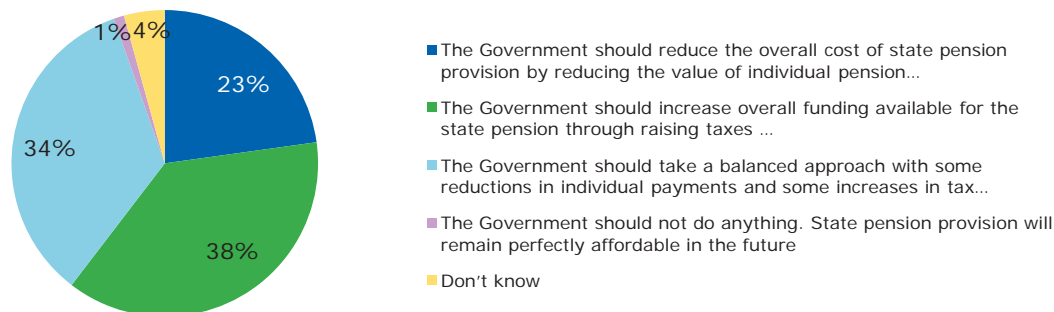 1%
4%
23%
34%
38%
The Government should reduce the overall cost of state pension
provision by reducing the value of individual pension...
The Government should increase overall funding available for the
state pension through raising taxes ...
The Government should take a balanced approach with some
reductions in individual payments and some increases in tax...
The Government should not do anything. State pension provision will
remain perfectly affordable in the future
Don't know